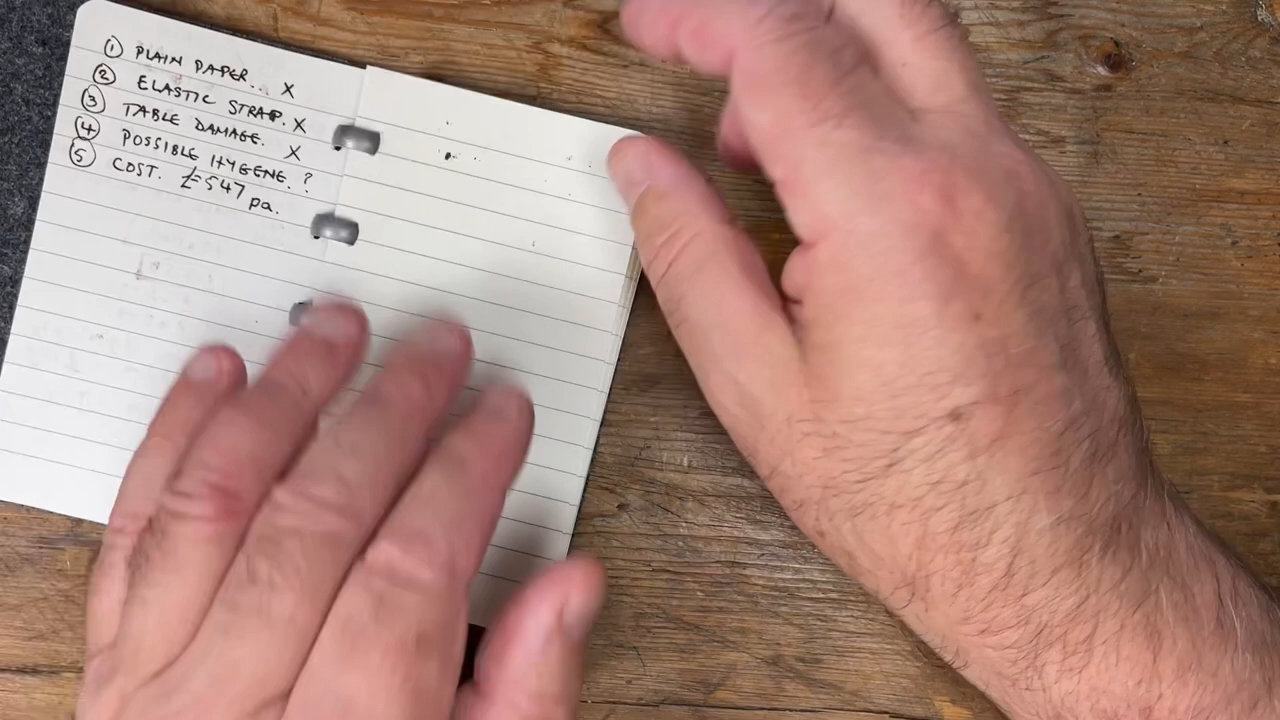 ① PLAIN PAPER... X
② ELASTIC STRAP. X
③ TABLE DAMAGE. X
④ POSSIBLE HYGENE. ?
⑤ COST. £547 pa.